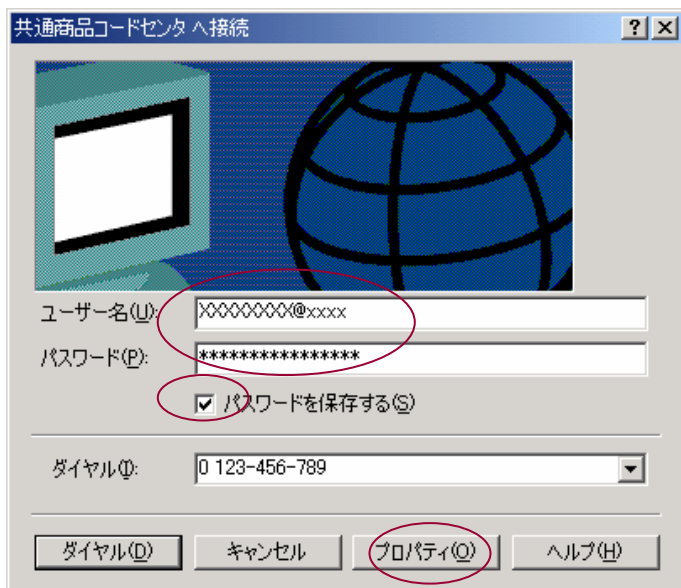 共通商品コードセンタ へ接続
ユーザー名(U): XXXXXXXX@xxxx
パスワード(P): ****************
パスワードを保存する(S)
ダイヤル(I): 0 123-456-789
ダイヤル(D) キャンセル プロパティ(O) ヘルプ(H)